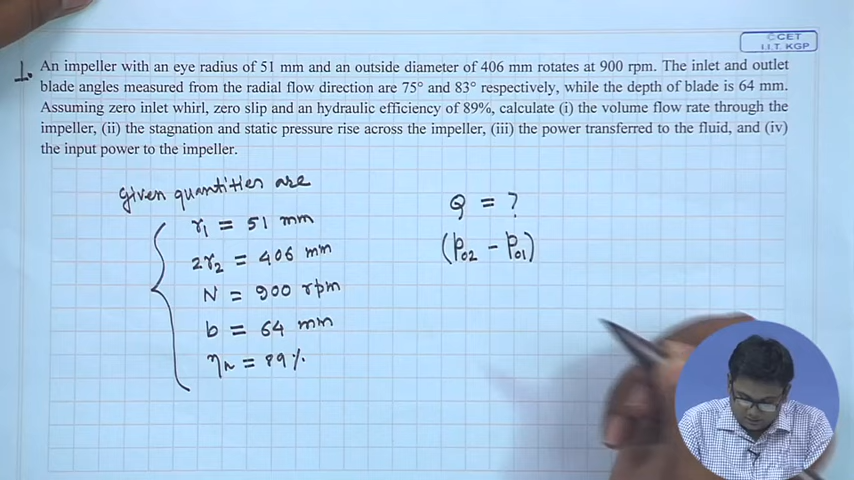 ©CET
I.I.T. KGP
1. An impeller with an eye radius of 51 mm and an outside diameter of 406 mm rotates at 900 rpm. The inlet and outlet
blade angles measured from the radial flow direction are 75° and 83° respectively, while the depth of blade is 64 mm.
Assuming zero inlet whirl, zero slip and an hydraulic efficiency of 89%, calculate (i) the volume flow rate through the
impeller, (ii) the stagnation and static pressure rise across the impeller, (iii) the power transferred to the fluid, and (iv)
the input power to the impeller.
Given quantities are
r₁ = 51 mm
2r₂ = 406 mm
N = 900 rpm
b = 64 mm
ηh = 89%
Q = ?
(p₀₂ - p₀₁)